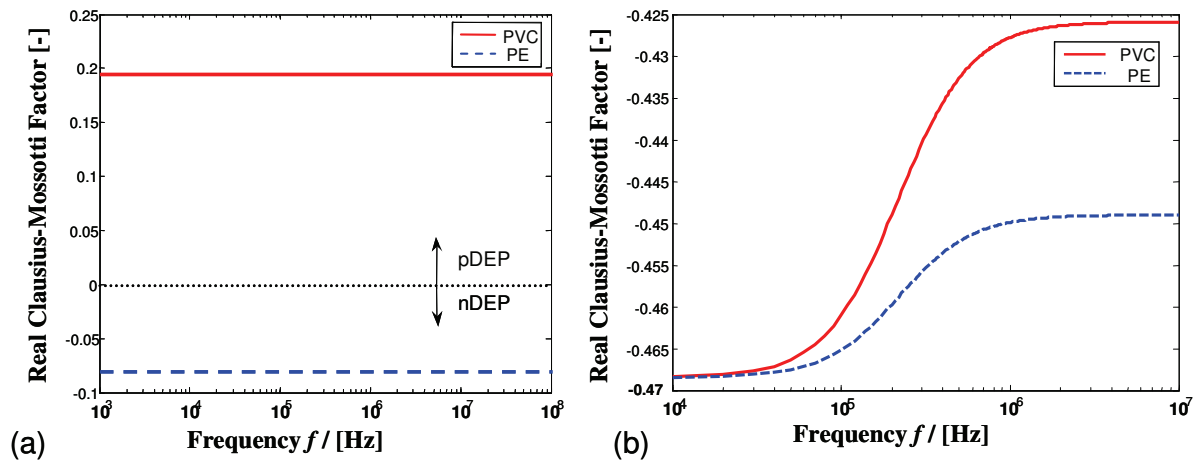 Real Clausius-Mossotti Factor [-]
0.25
0.2
0.15
0.1
0.05
0
-0.05
-0.1
PVC
PE
pDEP
nDEP
10^3
10^4
10^5
10^6
10^7
10^8
Frequency f / [Hz]
(a)
Real Clausius-Mossotti Factor [-]
-0.425
-0.43
-0.435
-0.44
-0.445
-0.45
-0.455
-0.46
-0.465
-0.47
PVC
PE
10^4
10^5
10^6
10^7
Frequency f / [Hz]
(b)